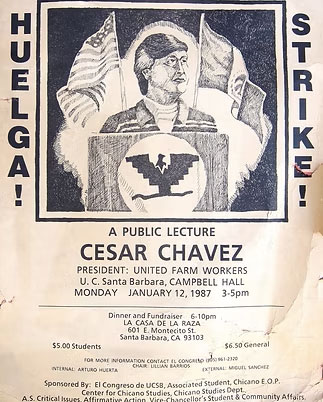 HUELGA!
STRIKE!
A PUBLIC LECTURE
CESAR CHAVEZ
PRESIDENT: UNITED FARM WORKERS
U. C. Santa Barbara, CAMPBELL HALL
MONDAY JANUARY 12, 1987 3-5pm
Dinner and Fundraiser 6-10pm
LA CASA DE LA RAZA
601 E. Montecito St.
Santa Barbara, CA 93103
$5.00 Students $6.50 General
FOR MORE INFORMATION CONTACT EL CONGRESO 961-2320
CHAIR: LILLIAN BARRIOS
INTERNAL: ARTURO HUERTA EXTERNAL: MIGUEL SANCHEZ
Sponsored By: El Congreso de UCSB, Associated Student, Chicano E.O.P.
Center for Chicano Studies, Chicano Studies Dept.,
A.S. Critical Issues, Affirmative Action, Vice-Chancellor's Student & Community Affairs.